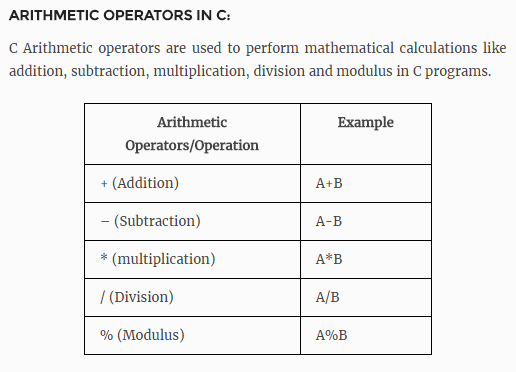 ARITHMETIC OPERATORS IN C:
C Arithmetic operators are used to perform mathematical calculations like
addition, subtraction, multiplication, division and modulus in C programs.
Arithmetic
Operators/Operation
Example
+ (Addition)
A+B
– (Subtraction)
A-B
* (multiplication)
A*B
/ (Division)
A/B
% (Modulus)
A%B